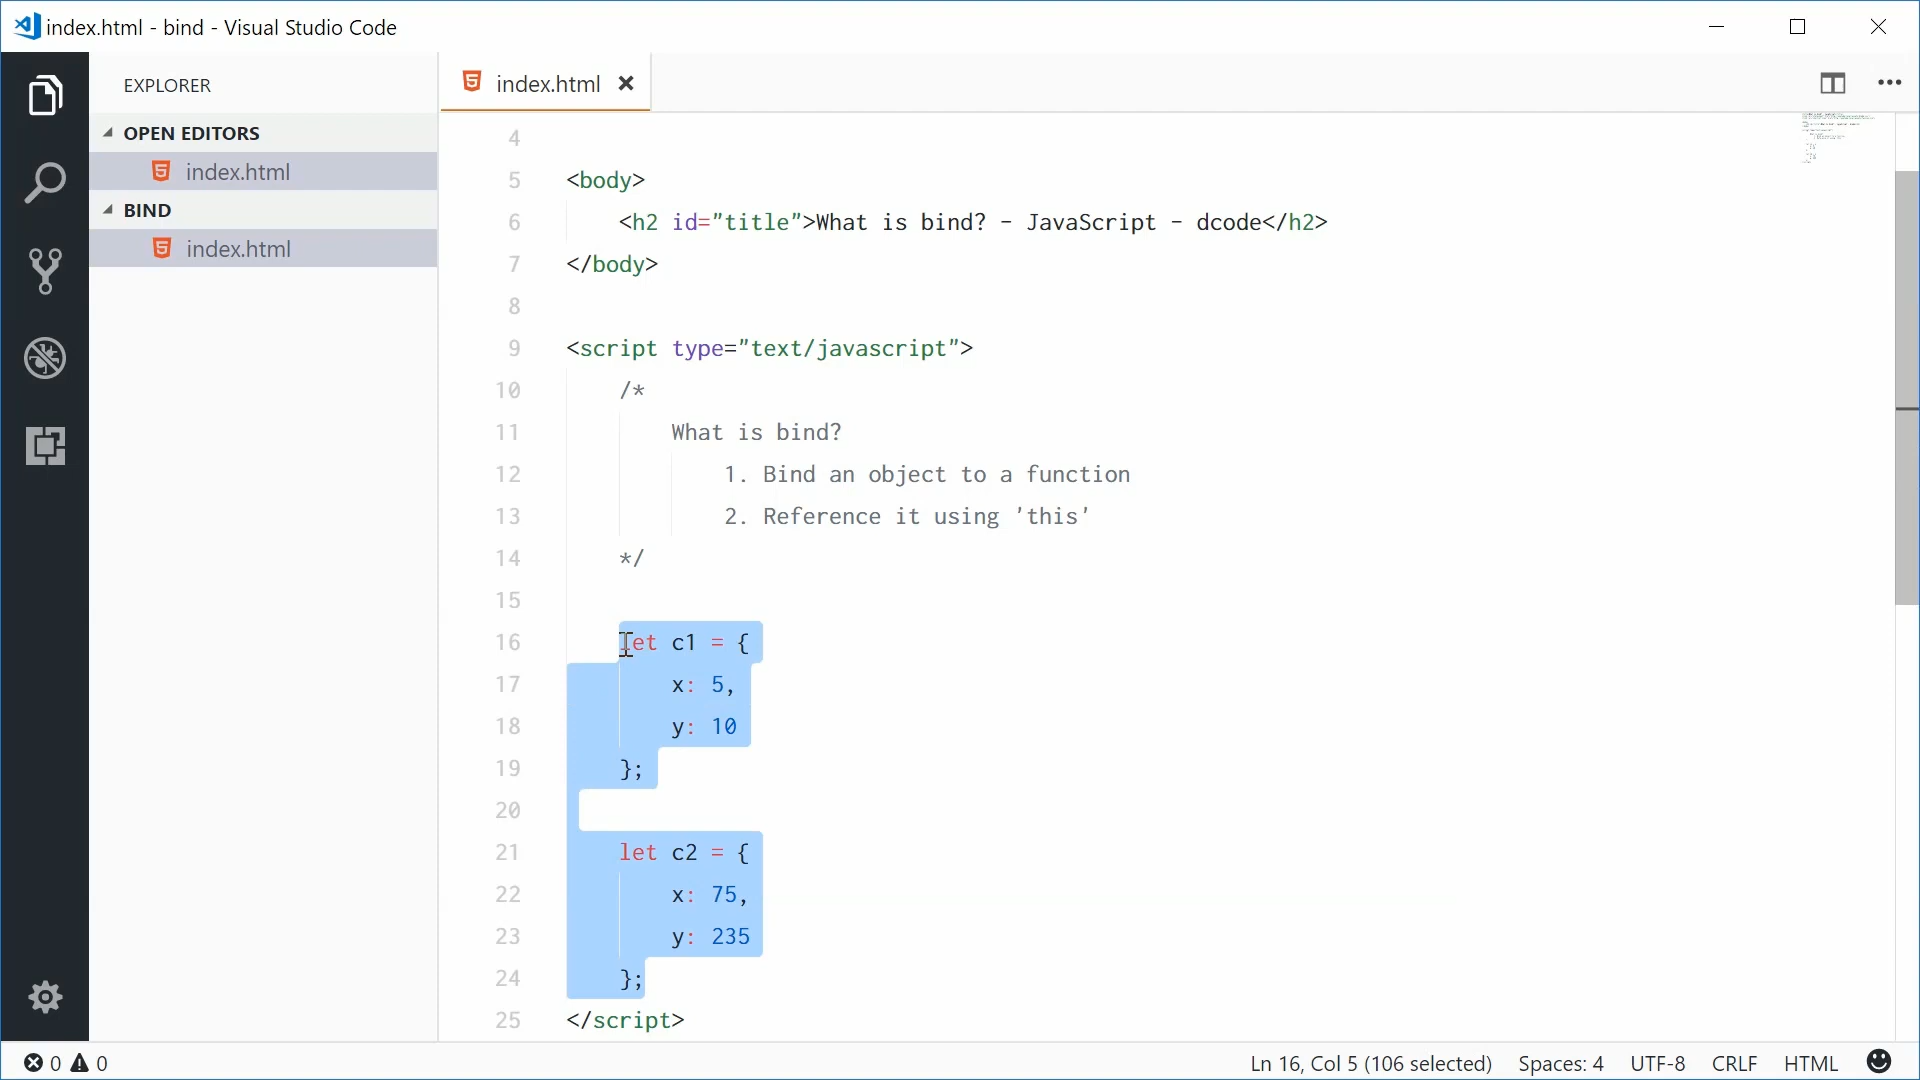 index.html - bind - Visual Studio Code
EXPLORER
OPEN EDITORS
index.html
BIND
index.html
index.html
4
5 <body>
6 <h2 id="title">What is bind? - JavaScript - dcode</h2>
7 </body>
8
9 <script type="text/javascript">
10 /*
11 What is bind?
12 1. Bind an object to a function
13 2. Reference it using 'this'
14 */
15
16 let c1 = {
17 x: 5,
18 y: 10
19 };
20
21 let c2 = {
22 x: 75,
23 y: 235
24 };
25 </script>
0 0
Ln 16, Col 5 (106 selected) Spaces: 4 UTF-8 CRLF HTML